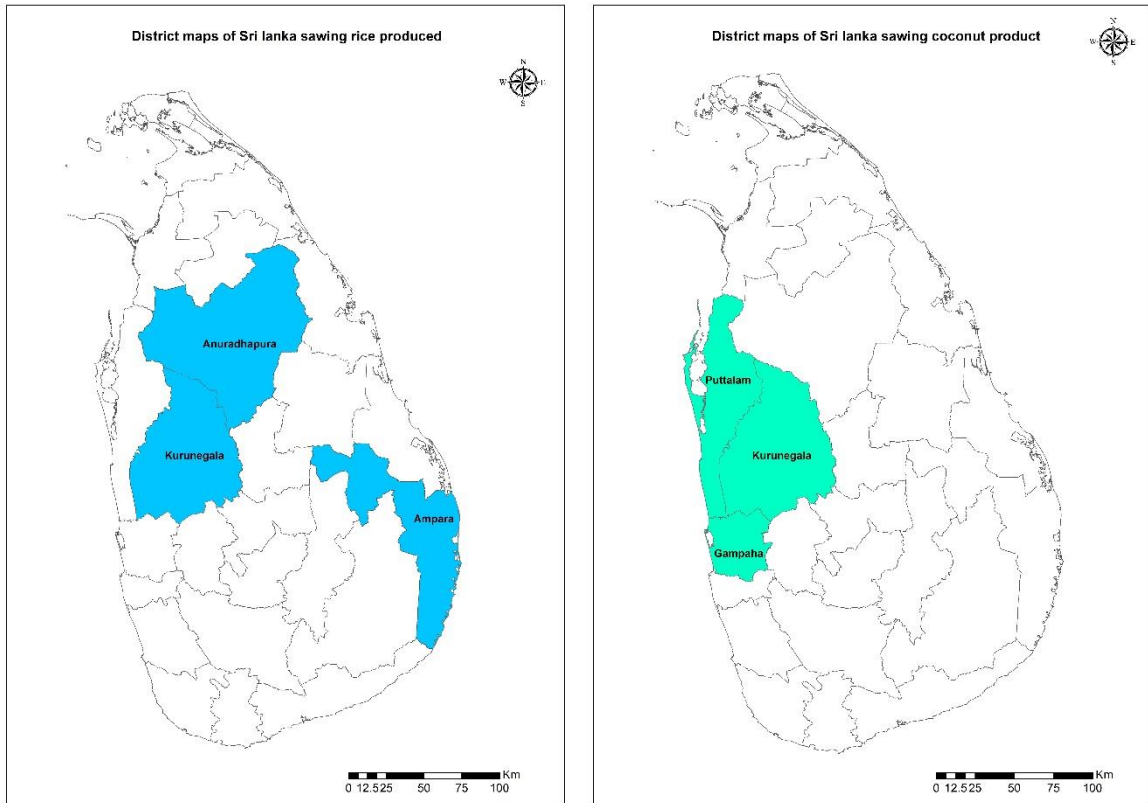 District maps of Sri lanka sawing rice produced
N
W E
S
Anuradhapura
Kurunegala
Ampara
Km
0 12.525 50 75 100
District maps of Sri lanka sawing coconut product
N
W E
S
Puttalam
Kurunegala
Gampaha
Km
0 12.525 50 75 100